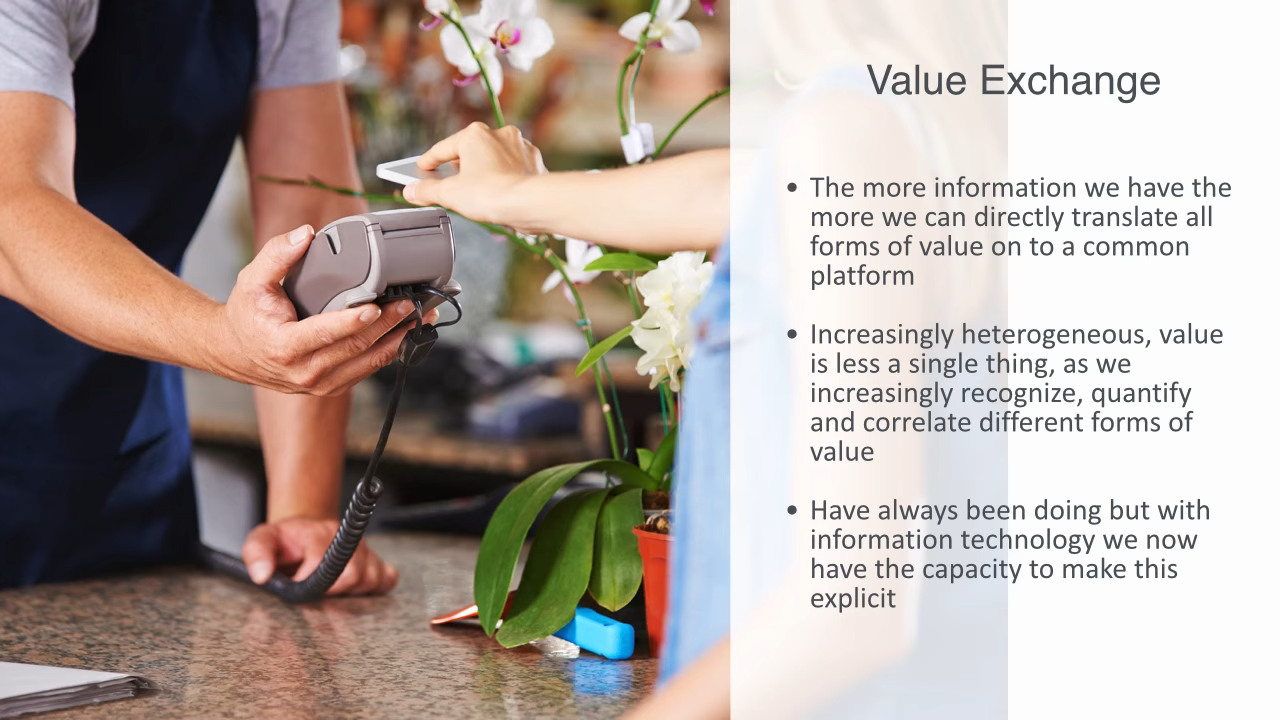 Value Exchange
• The more information we have the
more we can directly translate all
forms of value on to a common
platform
• Increasingly heterogeneous, value
is less a single thing, as we
increasingly recognize, quantify
and correlate different forms of
value
• Have always been doing but with
information technology we now
have the capacity to make this
explicit